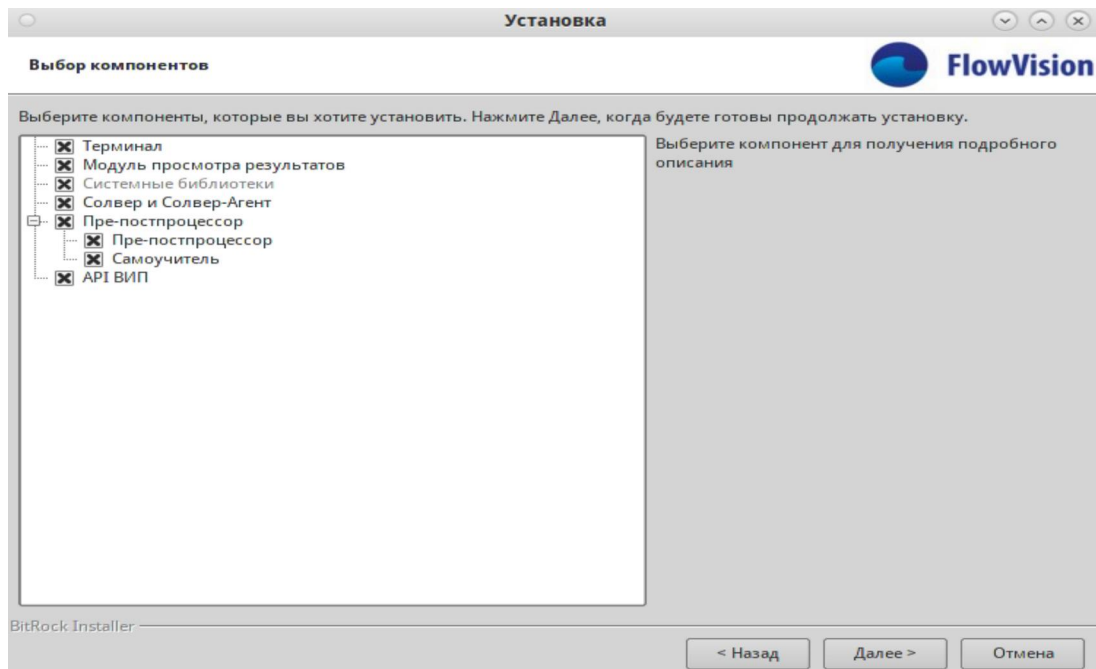 Установка
Выбор компонентов
FlowVision
Выберите компоненты, которые вы хотите установить. Нажмите Далее, когда будете готовы продолжать установку.
Терминал
Модуль просмотра результатов
Системные библиотеки
Солвер и Солвер-Агент
Пре-постпроцессор
Пре-постпроцессор
Самоучитель
API ВИП
Выберите компонент для получения подробного
описания
BitRock Installer
< Назад
Далее >
Отмена